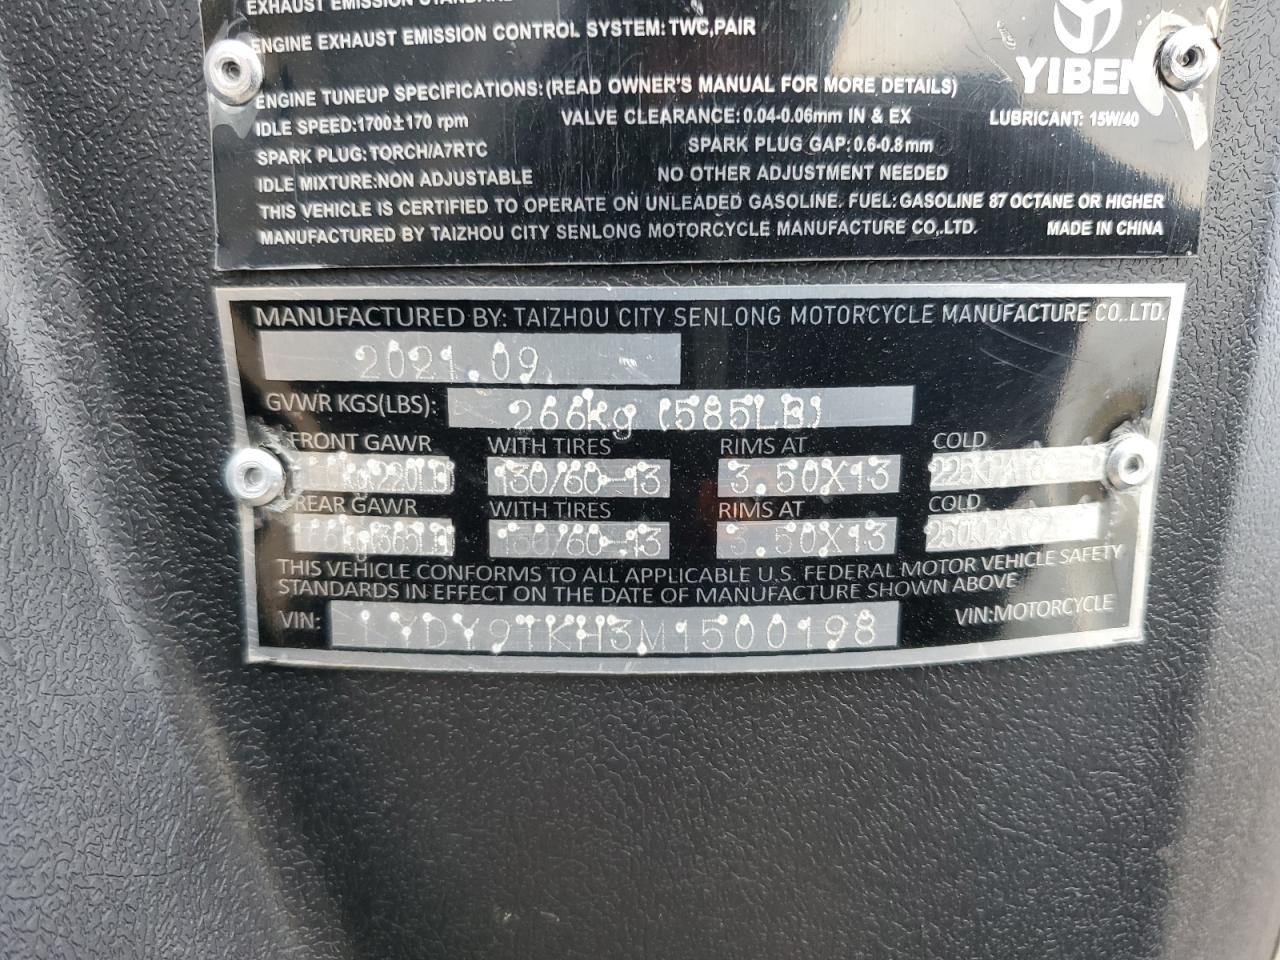 EXHAUST EMISSION
ENGINE EXHAUST EMISSION CONTROL SYSTEM: TWC,PAIR
YIBEN
ENGINE TUNEUP SPECIFICATIONS: (READ OWNER'S MANUAL FOR MORE DETAILS)
IDLE SPEED:1700±170 rpm VALVE CLEARANCE: 0.04-0.06mm IN & EX LUBRICANT: 15W/40
SPARK PLUG: TORCH/A7RTC SPARK PLUG GAP: 0.6-0.8mm
IDLE MIXTURE:NON ADJUSTABLE NO OTHER ADJUSTMENT NEEDED
THIS VEHICLE IS CERTIFIED TO OPERATE ON UNLEADED GASOLINE. FUEL: GASOLINE 87 OCTANE OR HIGHER
MANUFACTURED BY TAIZHOU CITY SENLONG MOTORCYCLE MANUFACTURE CO,.LTD. MADE IN CHINA
MANUFACTURED BY: TAIZHOU CITY SENLONG MOTORCYCLE MANUFACTURE CO,.LTD.
2021.09
GVWR KGS(LBS): 266kg (585LB)
FRONT GAWR WITH TIRES RIMS AT COLD
130/60-13 3.50X13
REAR GAWR WITH TIRES RIMS AT COLD
3.50X13
THIS VEHICLE CONFORMS TO ALL APPLICABLE U.S. FEDERAL MOTOR VEHICLE SAFETY
STANDARDS IN EFFECT ON THE DATE OF MANUFACTURE SHOWN ABOVE
VIN: LYDY9TKH3M1500198 VIN:MOTORCYCLE